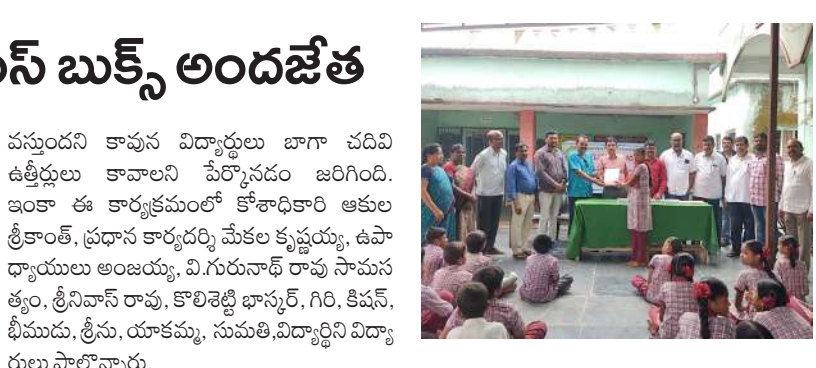 బుక్స్ అందజేత
వస్తుందని కావున విద్యార్థులు బాగా చదివి
ఉత్తీర్ణులు కావాలని పేర్కొనడం జరిగింది.
ఇంకా ఈ కార్యక్రమంలో కోశాధికారి ఆకుల
శ్రీకాంత్, ప్రధాన కార్యదర్శి మేకల కృష్ణయ్య, ఉపా
ధ్యాయులు అంజయ్య, వి.గురునాథ్ రావు సామస
త్యం, శ్రీనివాస్ రావు, కొలిశెట్టి భాస్కర్, గిరి, కిషన్,
భీముడు, శ్రీను, యాకమ్మ, సుమతి,విద్యార్థిని విద్యా
ర్థులు పాల్గొన్నారు.